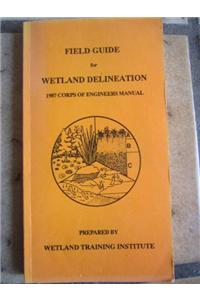 FIELD GUIDE
for
WETLAND DELINEATION
1987 CORPS OF ENGINEERS MANUAL
A
B
C
PREPARED BY
WETLAND TRAINING INSTITUTE